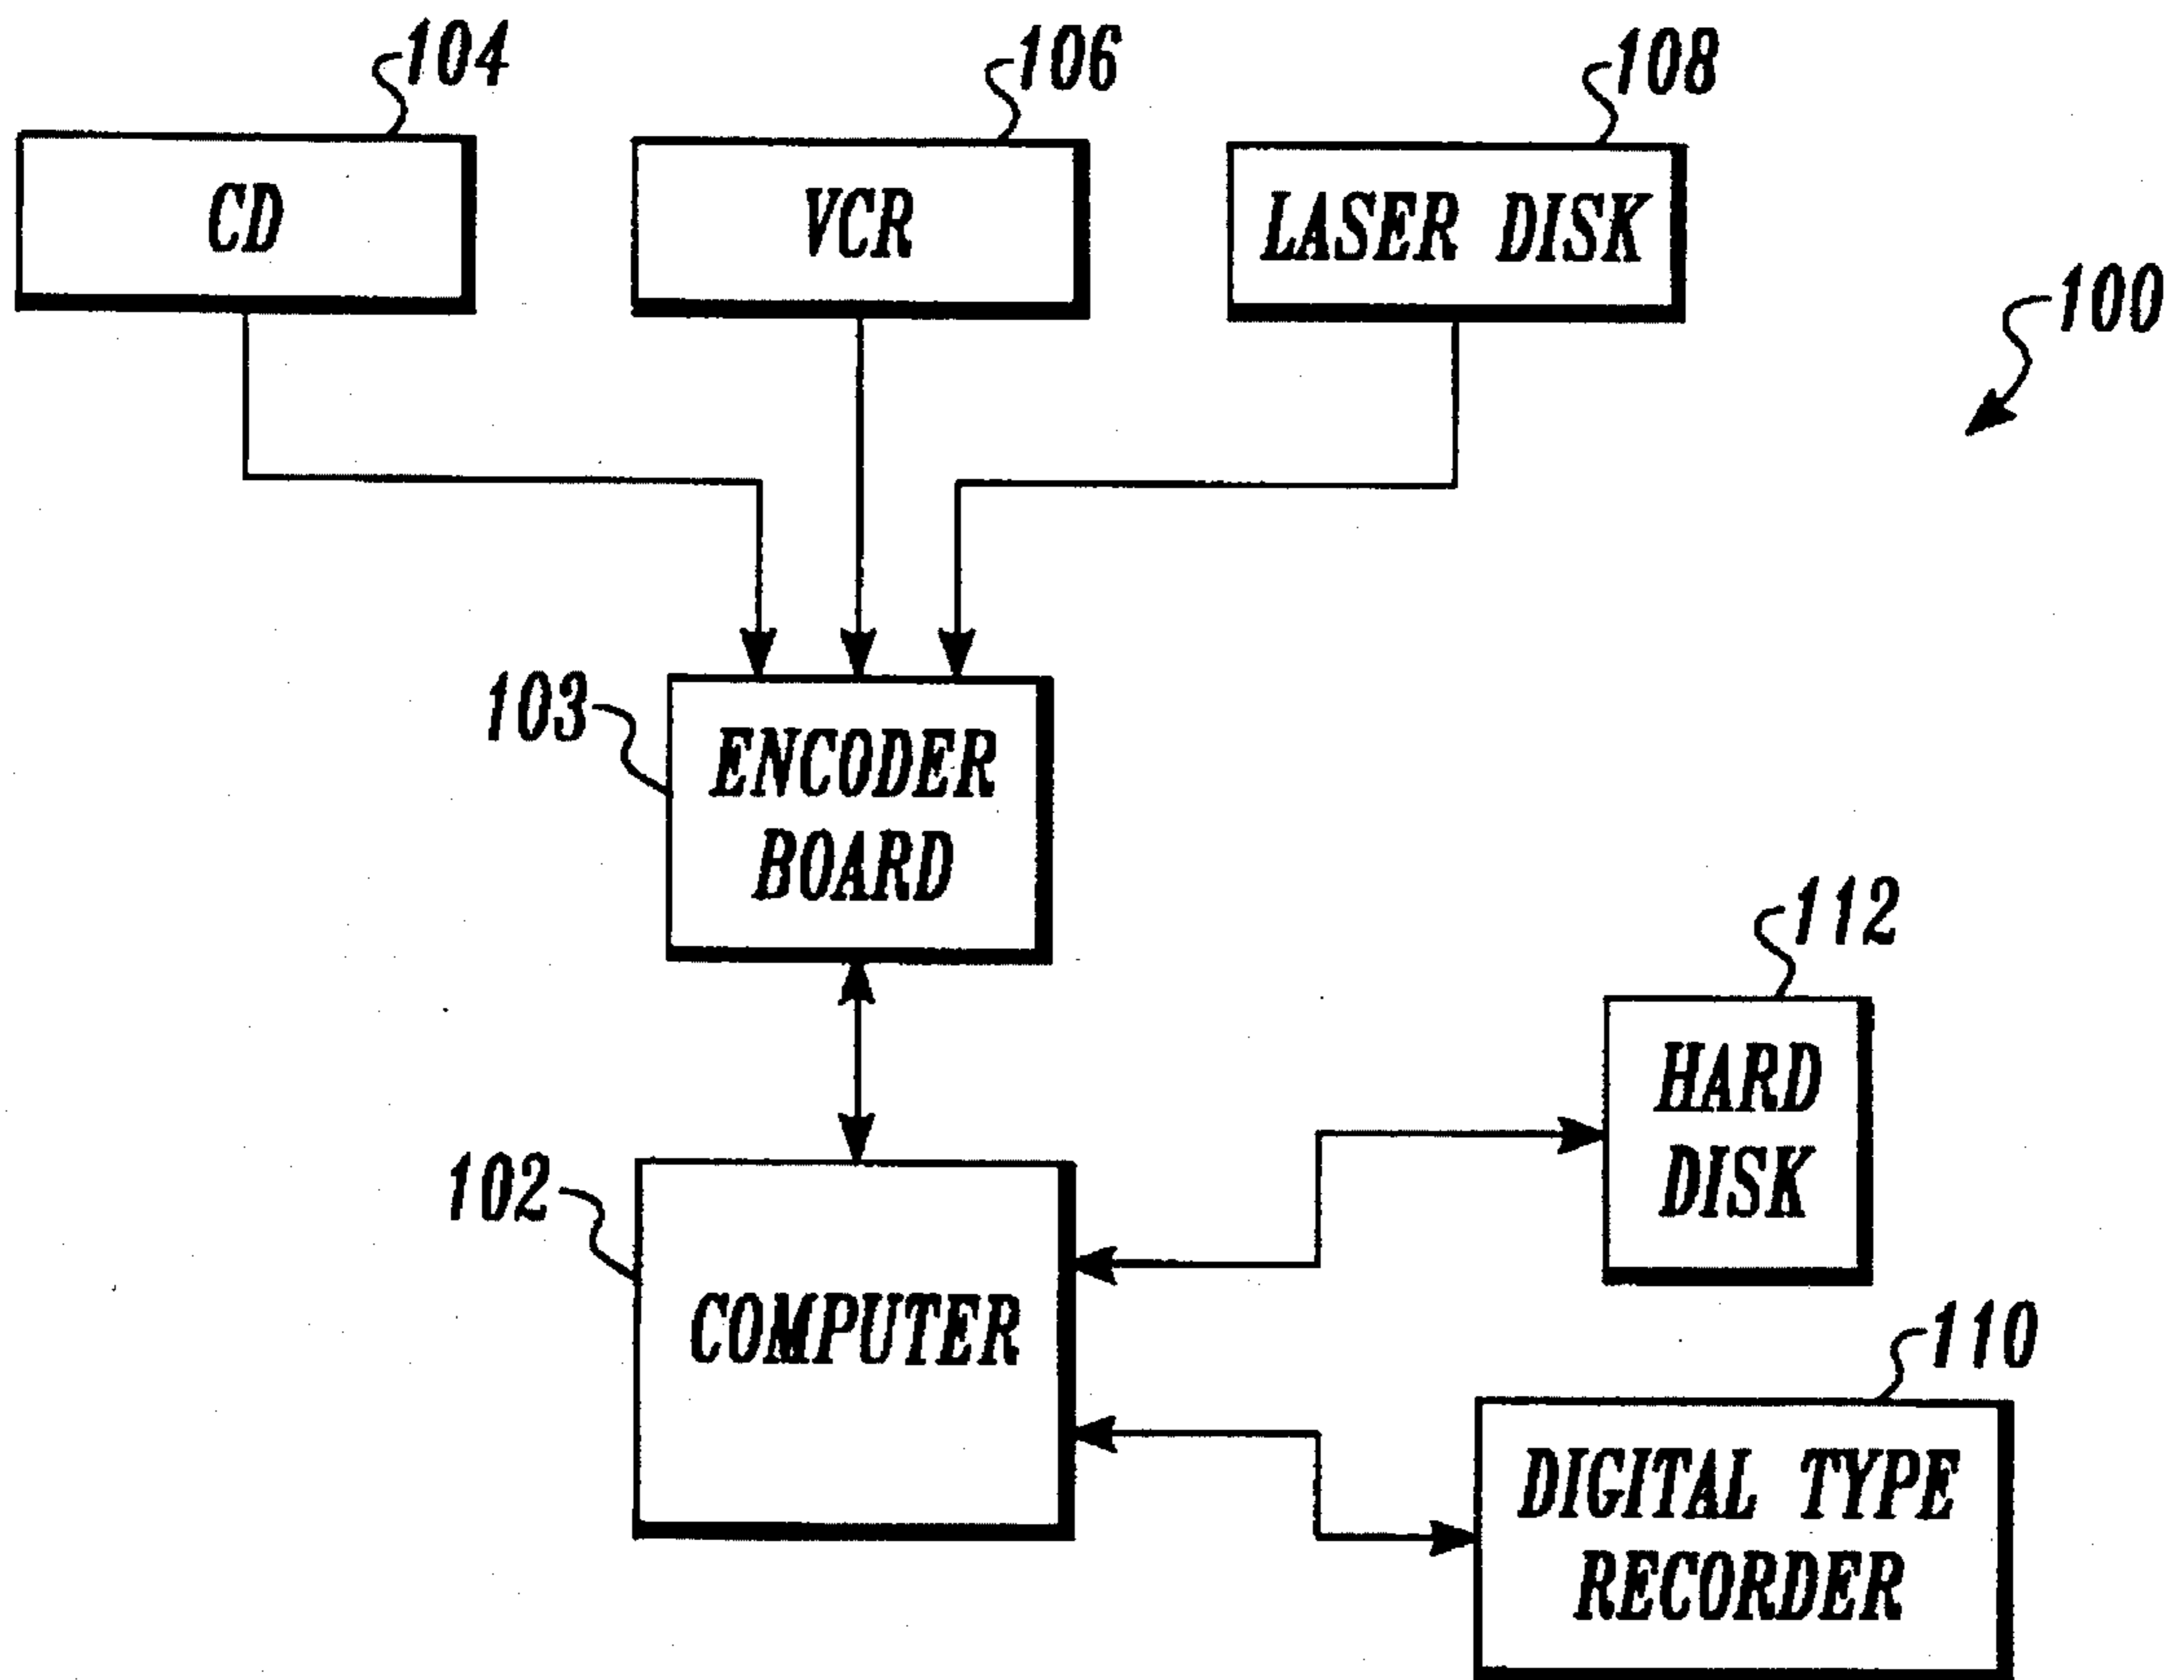 104
106
108
CD
VCR
LASER DISK
100
103
ENCODER
BOARD
112
HARD
DISK
102
COMPUTER
110
DIGITAL TYPE
RECORDER